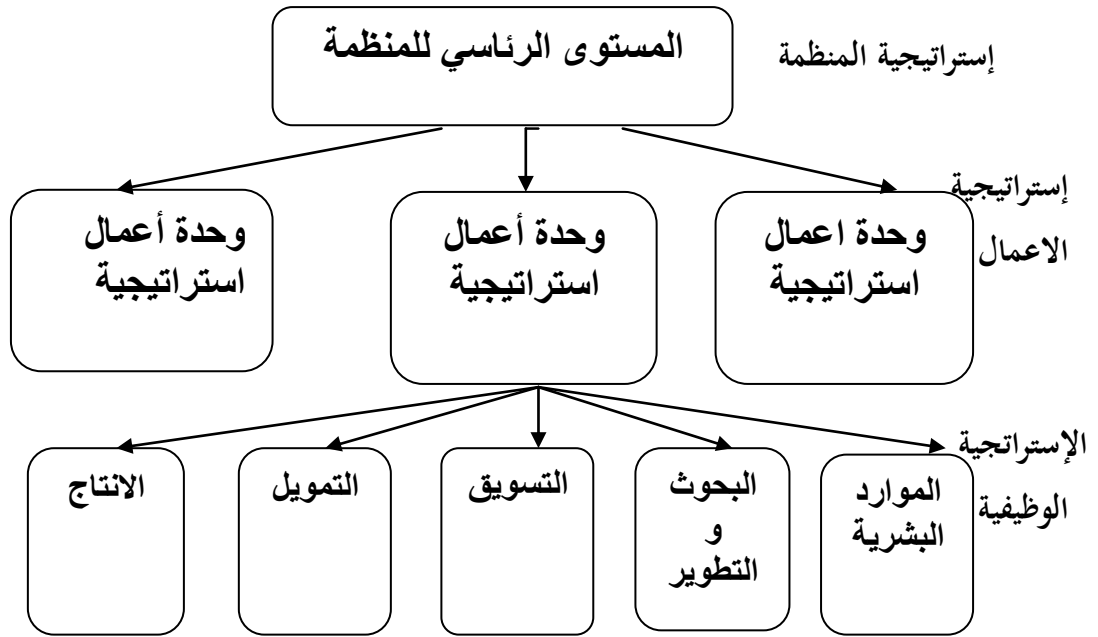 المستوى الرئاسي للمنظمة
إستراتيجية المنظمة
إستراتيجية
الاعمال
وحدة اعمال
استراتيجية
وحدة أعمال
استراتيجية
وحدة أعمال
استراتيجية
الإستراتجية
الوظيفية
الموارد
البشرية
البحوث
و
التطوير
التسويق
التمويل
الانتاج